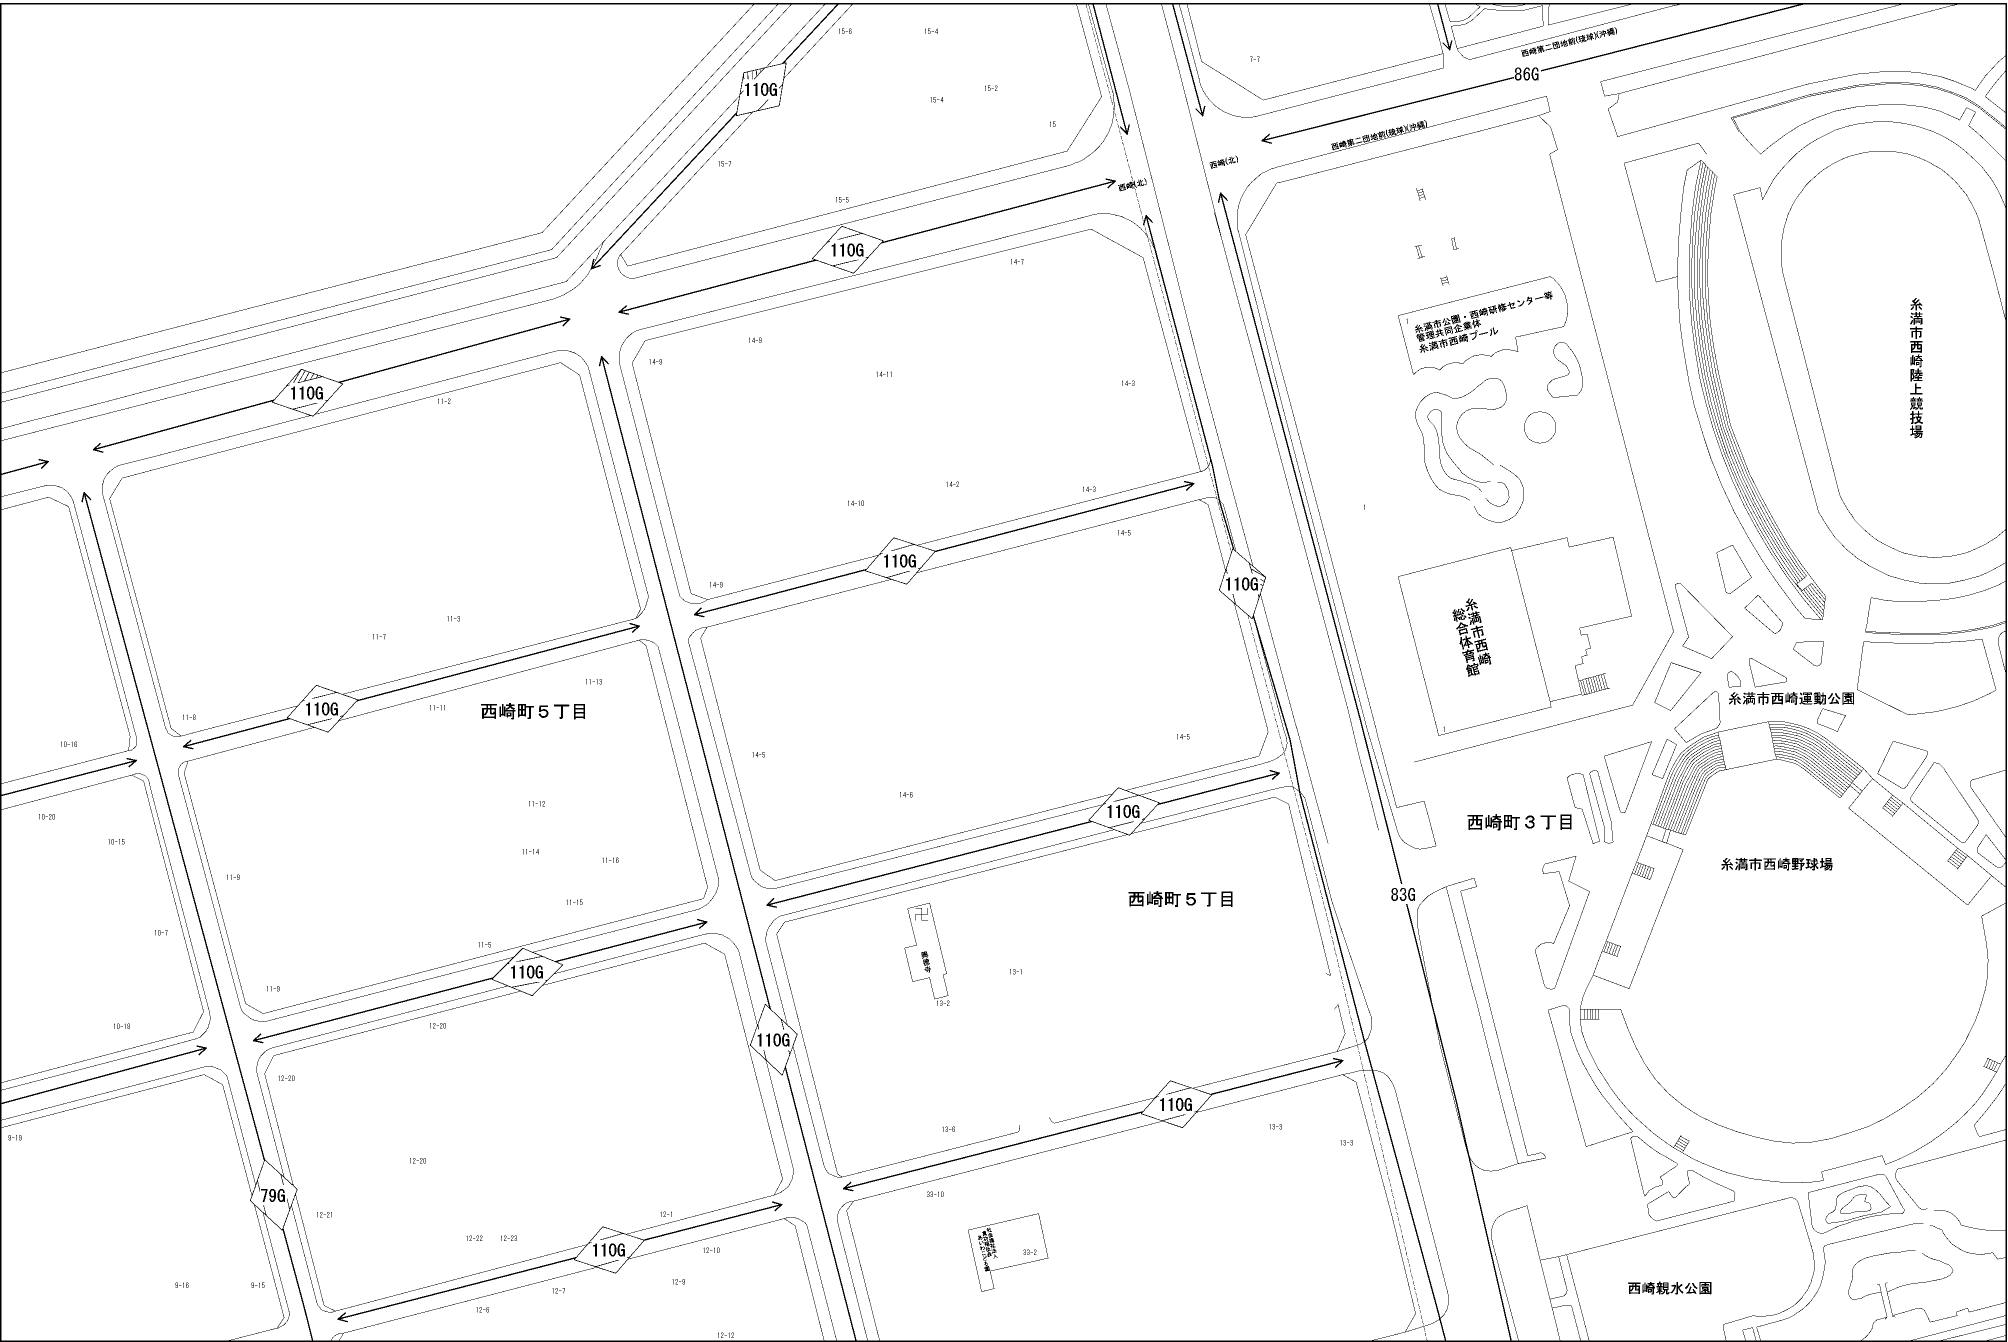 15-6
15-4
7-7
西崎第二団地前(琉球)(沖縄)
86G
110G
15-2
15-4
15
西崎第二団地前(琉球)(沖縄)
15-7
西崎(北)
西崎(北)
15-5
110G
14-7
糸満市公園・西崎研修センター等
管理共同企業体
糸満市西崎プール
1
糸満市西崎陸上競技場
14-9
14-9
14-11
14-3
110G
11-2
14-2
14-3
14-10
1
14-5
110G
14-9
110G
糸満市西崎
総合体育館
11-3
11-7
11-13
110G
11-11
西崎町5丁目
11-8
糸満市西崎運動公園
1
14-5
14-5
10-16
14-6
110G
11-12
10-20
10-15
西崎町3丁目
11-14
11-16
糸満市西崎野球場
11-9
83G
西崎町5丁目
11-15
10-7
11-5
110G
13-1
11-9
13-2
10-18
12-20
110G
12-20
110G
13-6
13-3
13-3
9-19
12-20
79G
33-10
12-21
12-1
12-22
12-23
110G
12-10
33-2
9-16
9-15
12-9
12-7
西崎親水公園
12-6
12-12